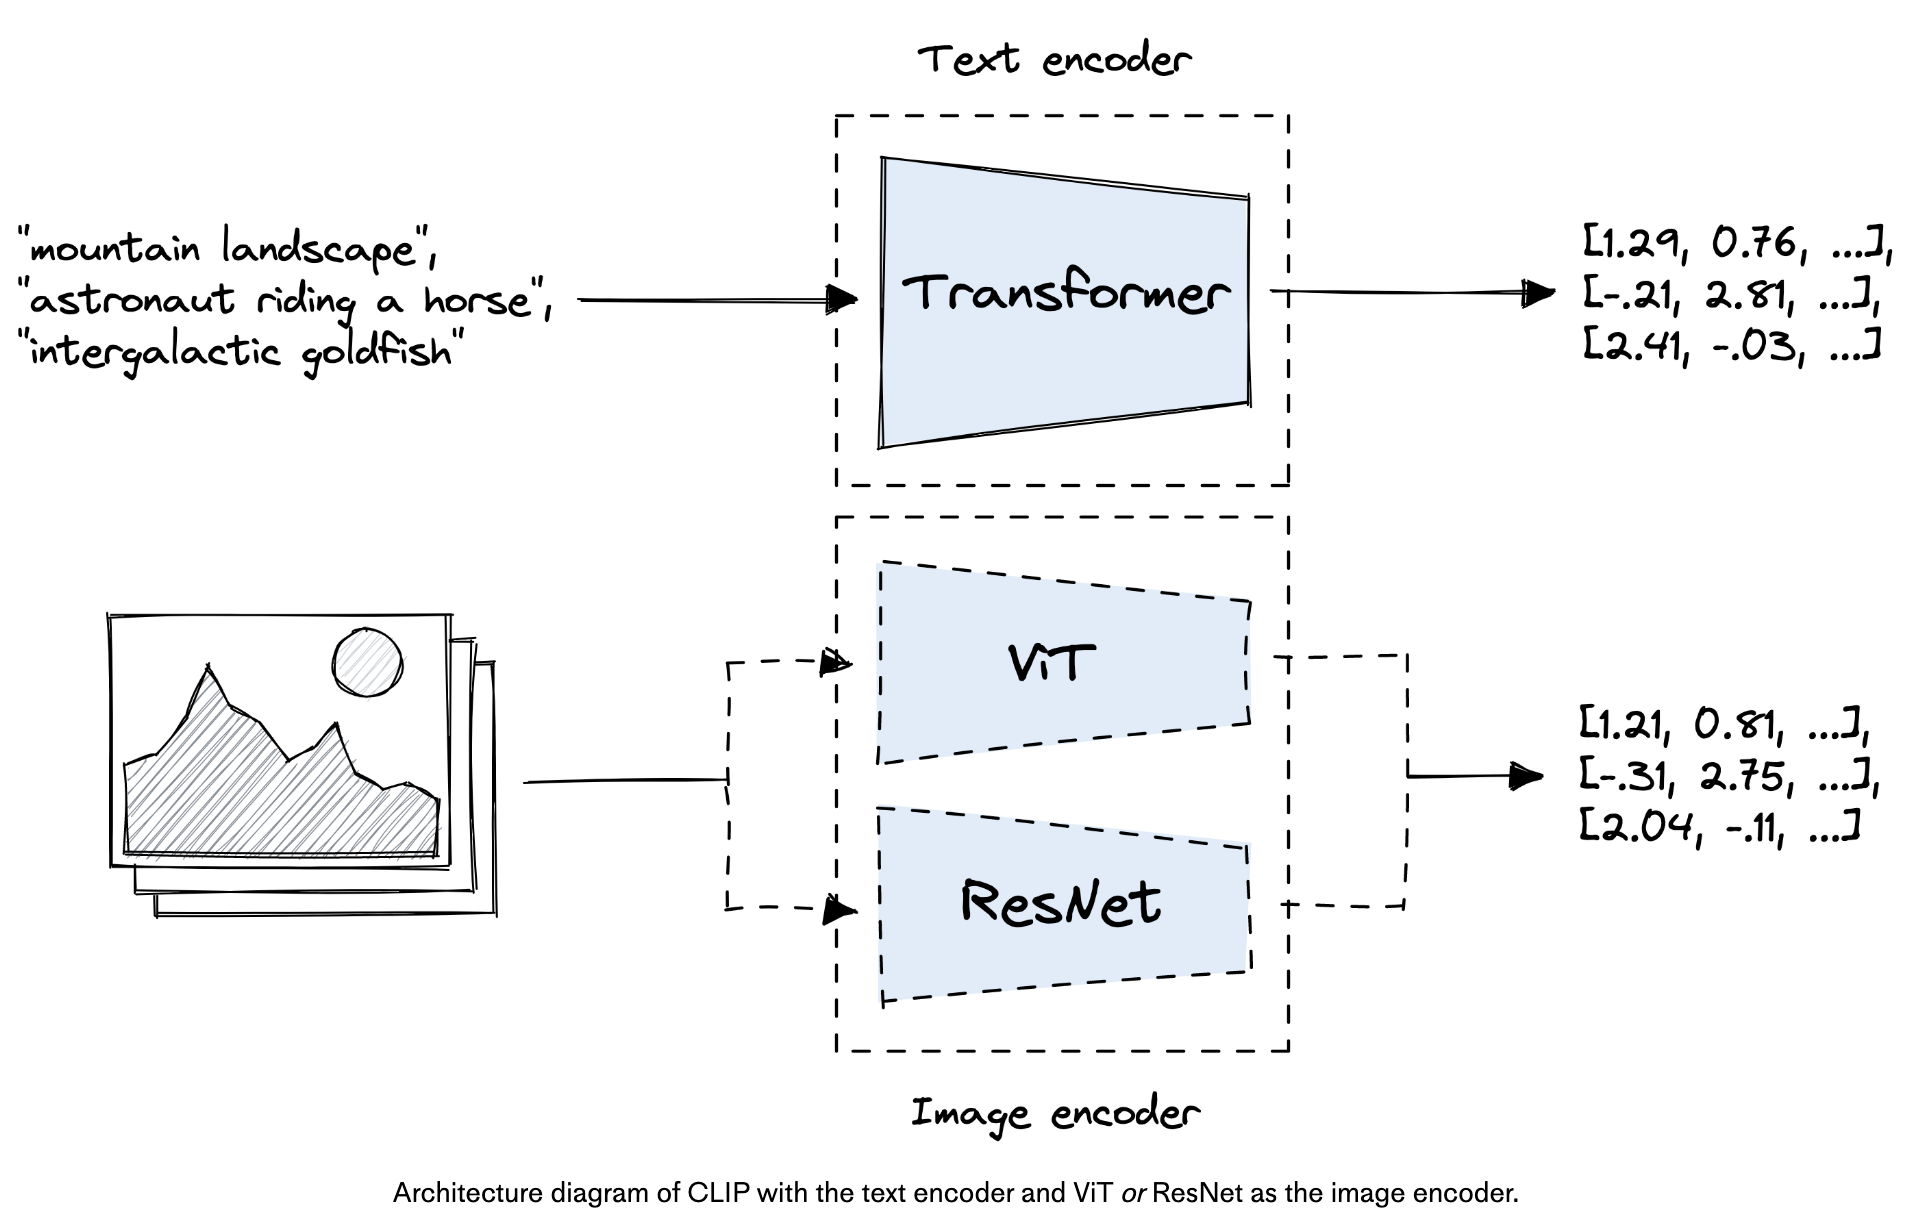 Text encoder
"mountain landscape",
"astronaut riding a horse",
"intergalactic goldfish"
Transformer
[1.29, 0.76, ...],
[-.21, 2.81, ...],
[2.41, -.03, ...]
ViT
ResNet
[1.21, 0.81, ...],
[-.31, 2.75, ...],
[2.04, -.11, ...]
Image encoder
Architecture diagram of CLIP with the text encoder and ViT or ResNet as the image encoder.